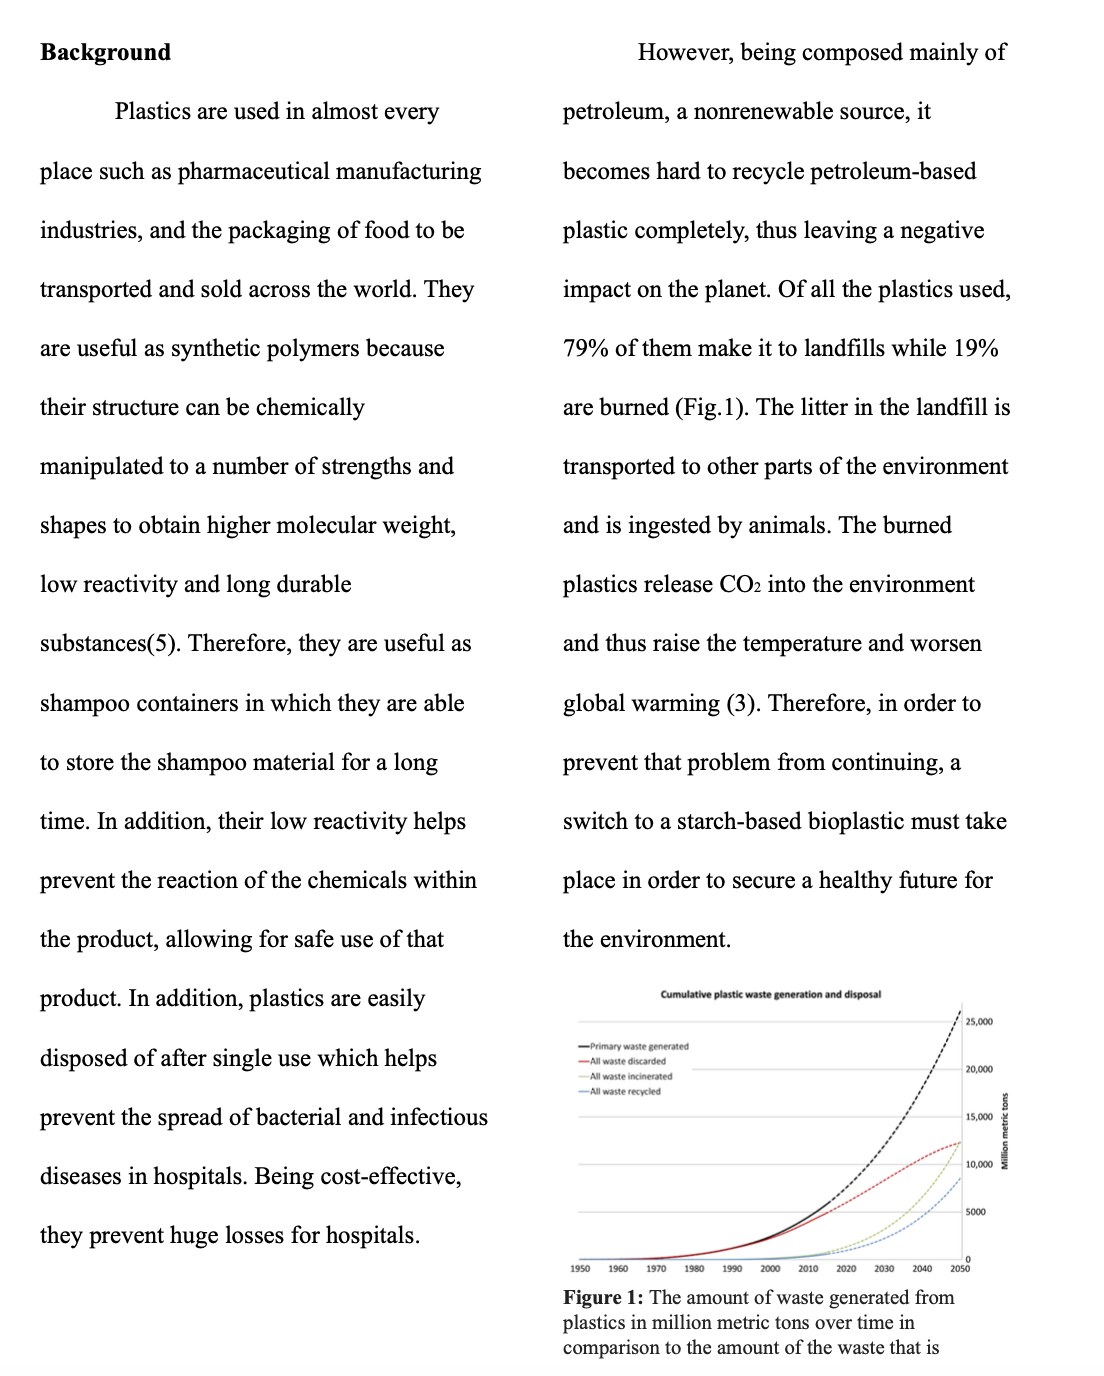 Background
Plastics are used in almost every
place such as pharmaceutical manufacturing
industries, and the packaging of food to be
transported and sold across the world. They
are useful as synthetic polymers because
their structure can be chemically
manipulated to a number of strengths and
shapes to obtain higher molecular weight,
low reactivity and long durable
substances(5). Therefore, they are useful as
shampoo containers in which they are able
to store the shampoo material for a long
time. In addition, their low reactivity helps
prevent the reaction of the chemicals within
the product, allowing for safe use of that
product. In addition, plastics are easily
disposed of after single use which helps
prevent the spread of bacterial and infectious
diseases in hospitals. Being cost-effective,
they prevent huge losses for hospitals.
However, being composed mainly of
petroleum, a nonrenewable source, it
becomes hard to recycle petroleum-based
plastic completely, thus leaving a negative
impact on the planet. Of all the plastics used,
79% of them make it to landfills while 19%
are burned (Fig.1). The litter in the landfill is
transported to other parts of the environment
and is ingested by animals. The burned
plastics release CO₂ into the environment
and thus raise the temperature and worsen
global warming (3). Therefore, in order to
prevent that problem from continuing, a
switch to a starch-based bioplastic must take
place in order to secure a healthy future for
the environment.
Cumulative plastic waste generation and disposal
Primary waste generated
All waste discarded
All waste incinerated
All waste recycled
25,000
20,000
15,000
10,000
5000
0
Million metric tons
1950 1960 1970 1980 1990 2000 2010 2020 2030 2040 2050
Figure 1: The amount of waste generated from
plastics in million metric tons over time in
comparison to the amount of the waste that is